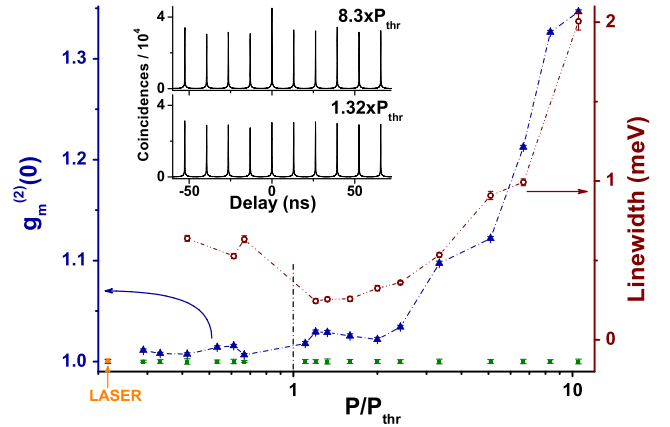 4
8.3xP_thr
0
4
1.32xP_thr
0
Coincidences / 10^4
-50 0 50
Delay (ns)
1.3
1.2
1.1
1.0
g_m^(2)(0)
2
1
0
Linewidth (meV)
LASER
1 10
P/P_thr